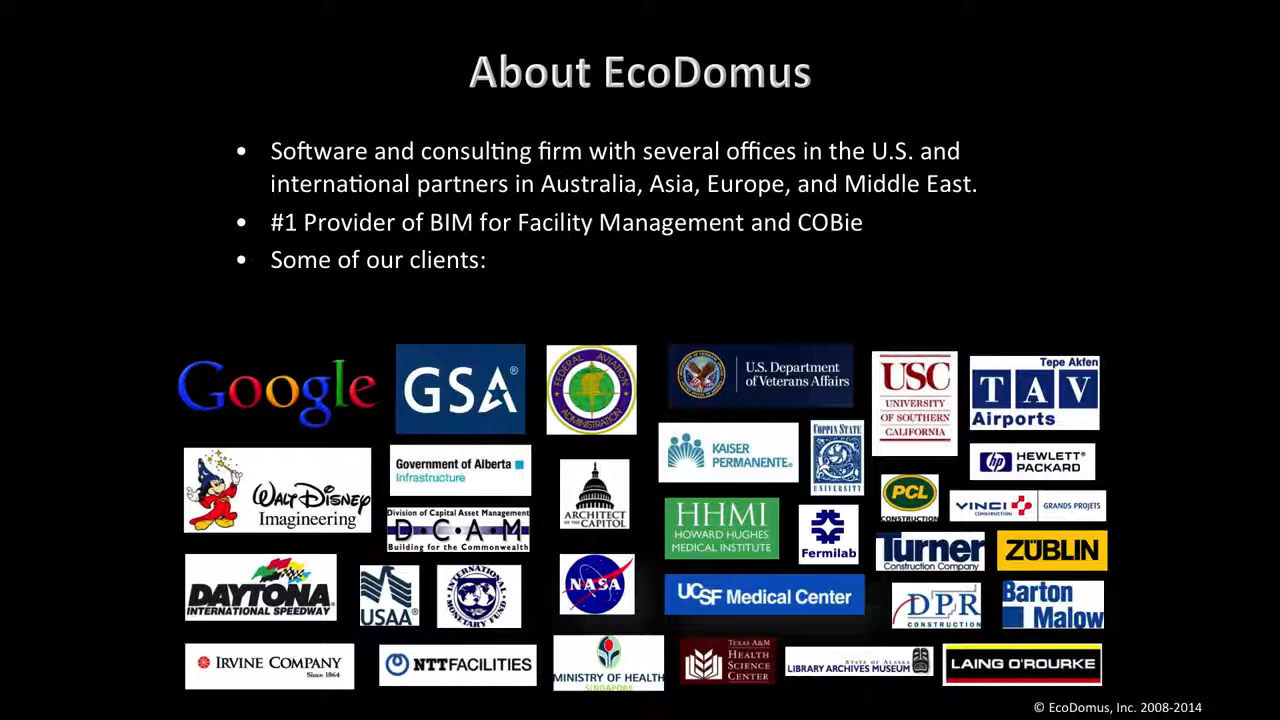 About EcoDomus
• Software and consulting firm with several offices in the U.S. and
international partners in Australia, Asia, Europe, and Middle East.
• #1 Provider of BIM for Facility Management and COBie
• Some of our clients:
Google
GSA®
FEDERAL AVIATION
ADMINISTRATION
U.S. Department
of Veterans Affairs
USC
UNIVERSITY
OF SOUTHERN
CALIFORNIA
Tepe Akfen
TAV
Airports
WALT DISNEY
Imagineering
Government of Alberta
Infrastructure
ARCHITECT
OF THE CAPITOL
KAISER
PERMANENTE®
COPPIN STATE
UNIVERSITY
hp HEWLETT
PACKARD
PCL
CONSTRUCTION
VINCI
CONSTRUCTION
GRANDS PROJETS
Division of Capital Asset Management
D·C·A·M
Building for the Commonwealth
HHMI
HOWARD HUGHES
MEDICAL INSTITUTE
Fermilab
Turner
Construction Company
ZÜBLIN
DAYTONA
INTERNATIONAL SPEEDWAY
USAA®
INTERNATIONAL
MONETARY FUND
NASA
UCSF Medical Center
DPR
CONSTRUCTION
Barton
Malow
IRVINE COMPANY
Since 1864
NTTFACILITIES
MINISTRY OF HEALTH
SINGAPORE
TEXAS A&M
HEALTH
SCIENCE
CENTER
STATE OF ALASKA
LIBRARY ARCHIVES MUSEUM
LAING O'ROURKE
© EcoDomus, Inc. 2008-2014